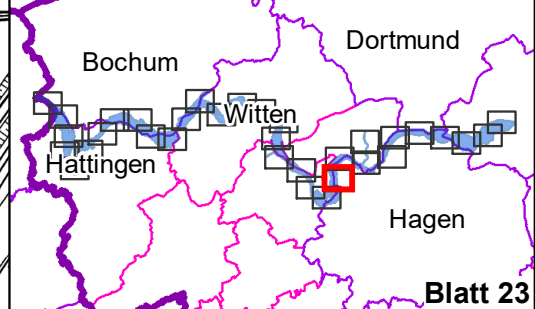 Dortmund
Bochum
Witten
Hattingen
Hagen
Blatt 23